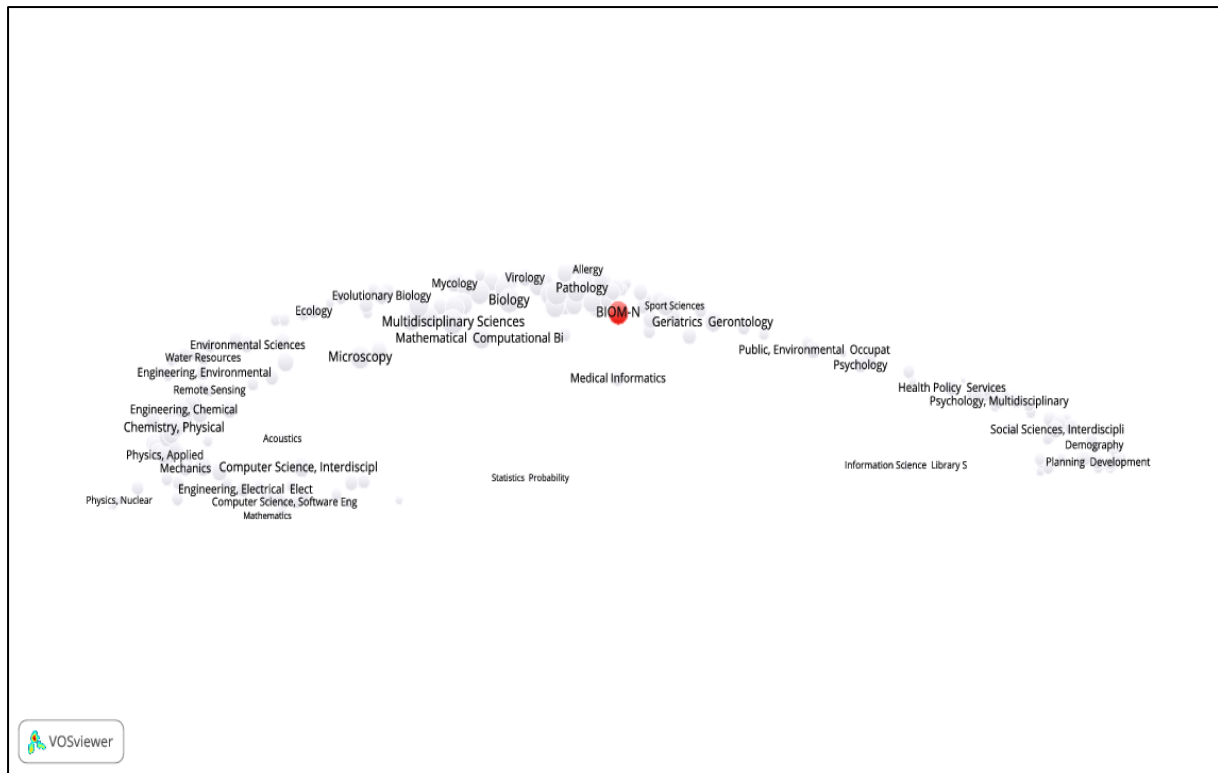 Allergy
Virology
Mycology
Pathology
Evolutionary Biology
Biology
Sport Sciences
Ecology
BIOM-N
Multidisciplinary Sciences
Geriatrics Gerontology
Mathematical Computational Bi
Environmental Sciences
Public, Environmental Occupat
Water Resources
Microscopy
Psychology
Engineering, Environmental
Medical Informatics
Remote Sensing
Health Policy Services
Psychology, Multidisciplinary
Engineering, Chemical
Chemistry, Physical
Social Sciences, Interdiscipli
Acoustics
Demography
Physics, Applied
Mechanics
Computer Science, Interdiscipl
Information Science Library S
Planning Development
Statistics Probability
Engineering, Electrical Elect
Physics, Nuclear
Computer Science, Software Eng
Mathematics
VOSviewer